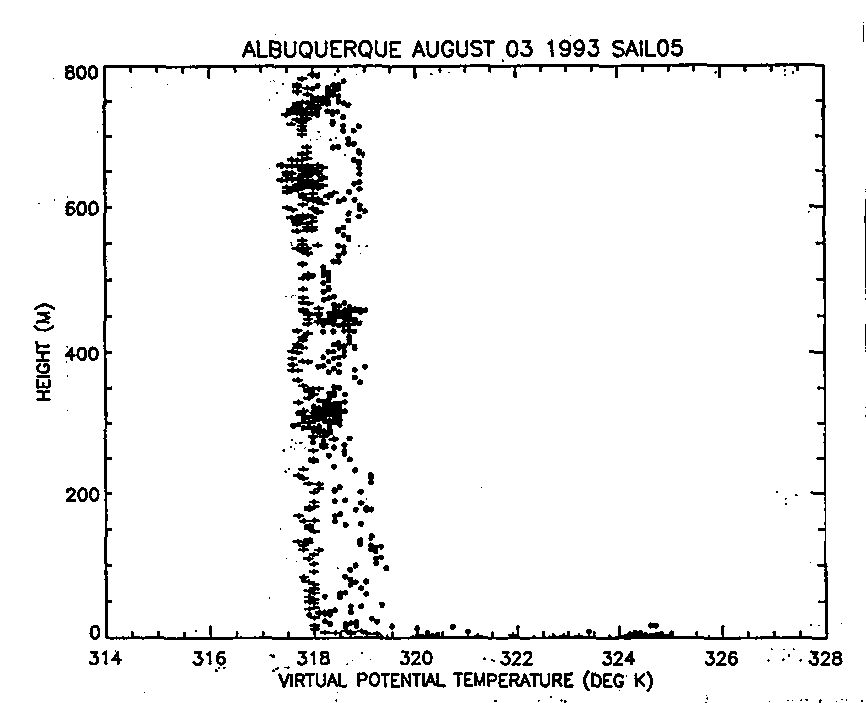 ALBUQUERQUE AUGUST 03 1993 SAIL05
800
600
400
200
0
HEIGHT (M)
314 316 318 320 322 324 326 328
VIRTUAL POTENTIAL TEMPERATURE (DEG K)